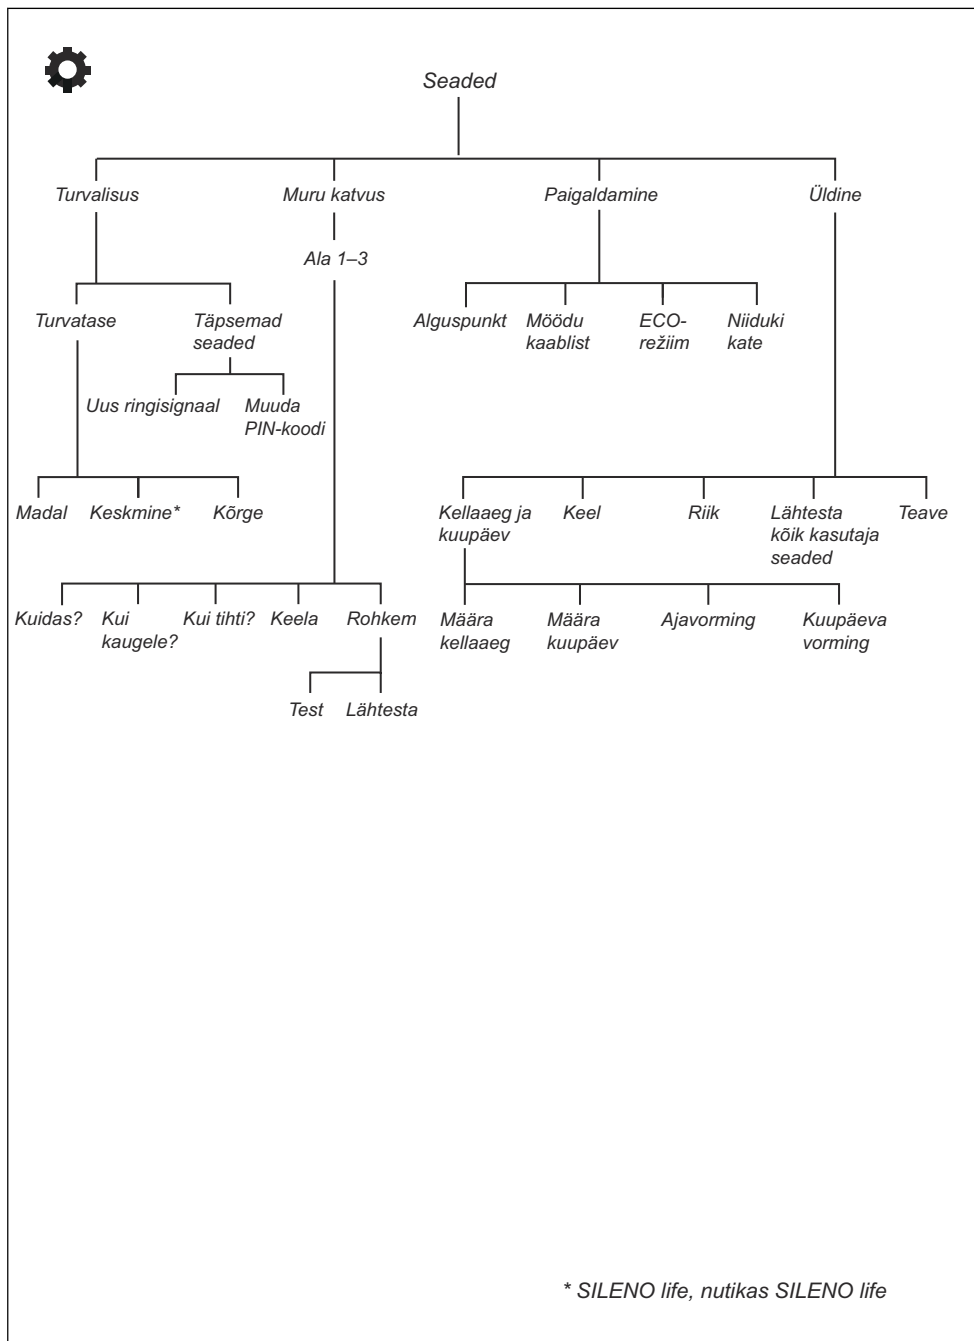 Seaded
Turvalisus
Muru katvus
Paigaldamine
Üldine
Ala 1–3
Turvatase
Täpsemad
seaded
Alguspunkt
Möödu
kaablist
ECO-
režiim
Niiduki
kate
Uus ringisignaal
Muuda
PIN-koodi
Madal
Keskmine*
Kõrge
Kellaaeg ja
kuupäev
Keel
Riik
Lähtesta
kõik kasutaja
seaded
Teave
Kuidas?
Kui
kaugele?
Kui tihti?
Keela
Rohkem
Määra
kellaaeg
Määra
kuupäev
Ajavorming
Kuupäeva
vorming
Test
Lähtesta
* SILENO life, nutikas SILENO life